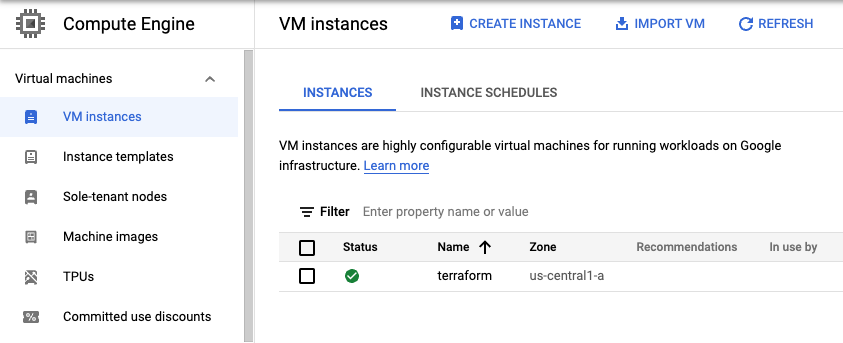 Compute Engine
Virtual machines
VM instances
Instance templates
Sole-tenant nodes
Machine images
TPUs
Committed use discounts
VM instances CREATE INSTANCE IMPORT VM REFRESH
INSTANCES INSTANCE SCHEDULES
VM instances are highly configurable virtual machines for running workloads on Google
infrastructure. Learn more
Filter Enter property name or value
Status Name Zone Recommendations In use by
terraform us-central1-a